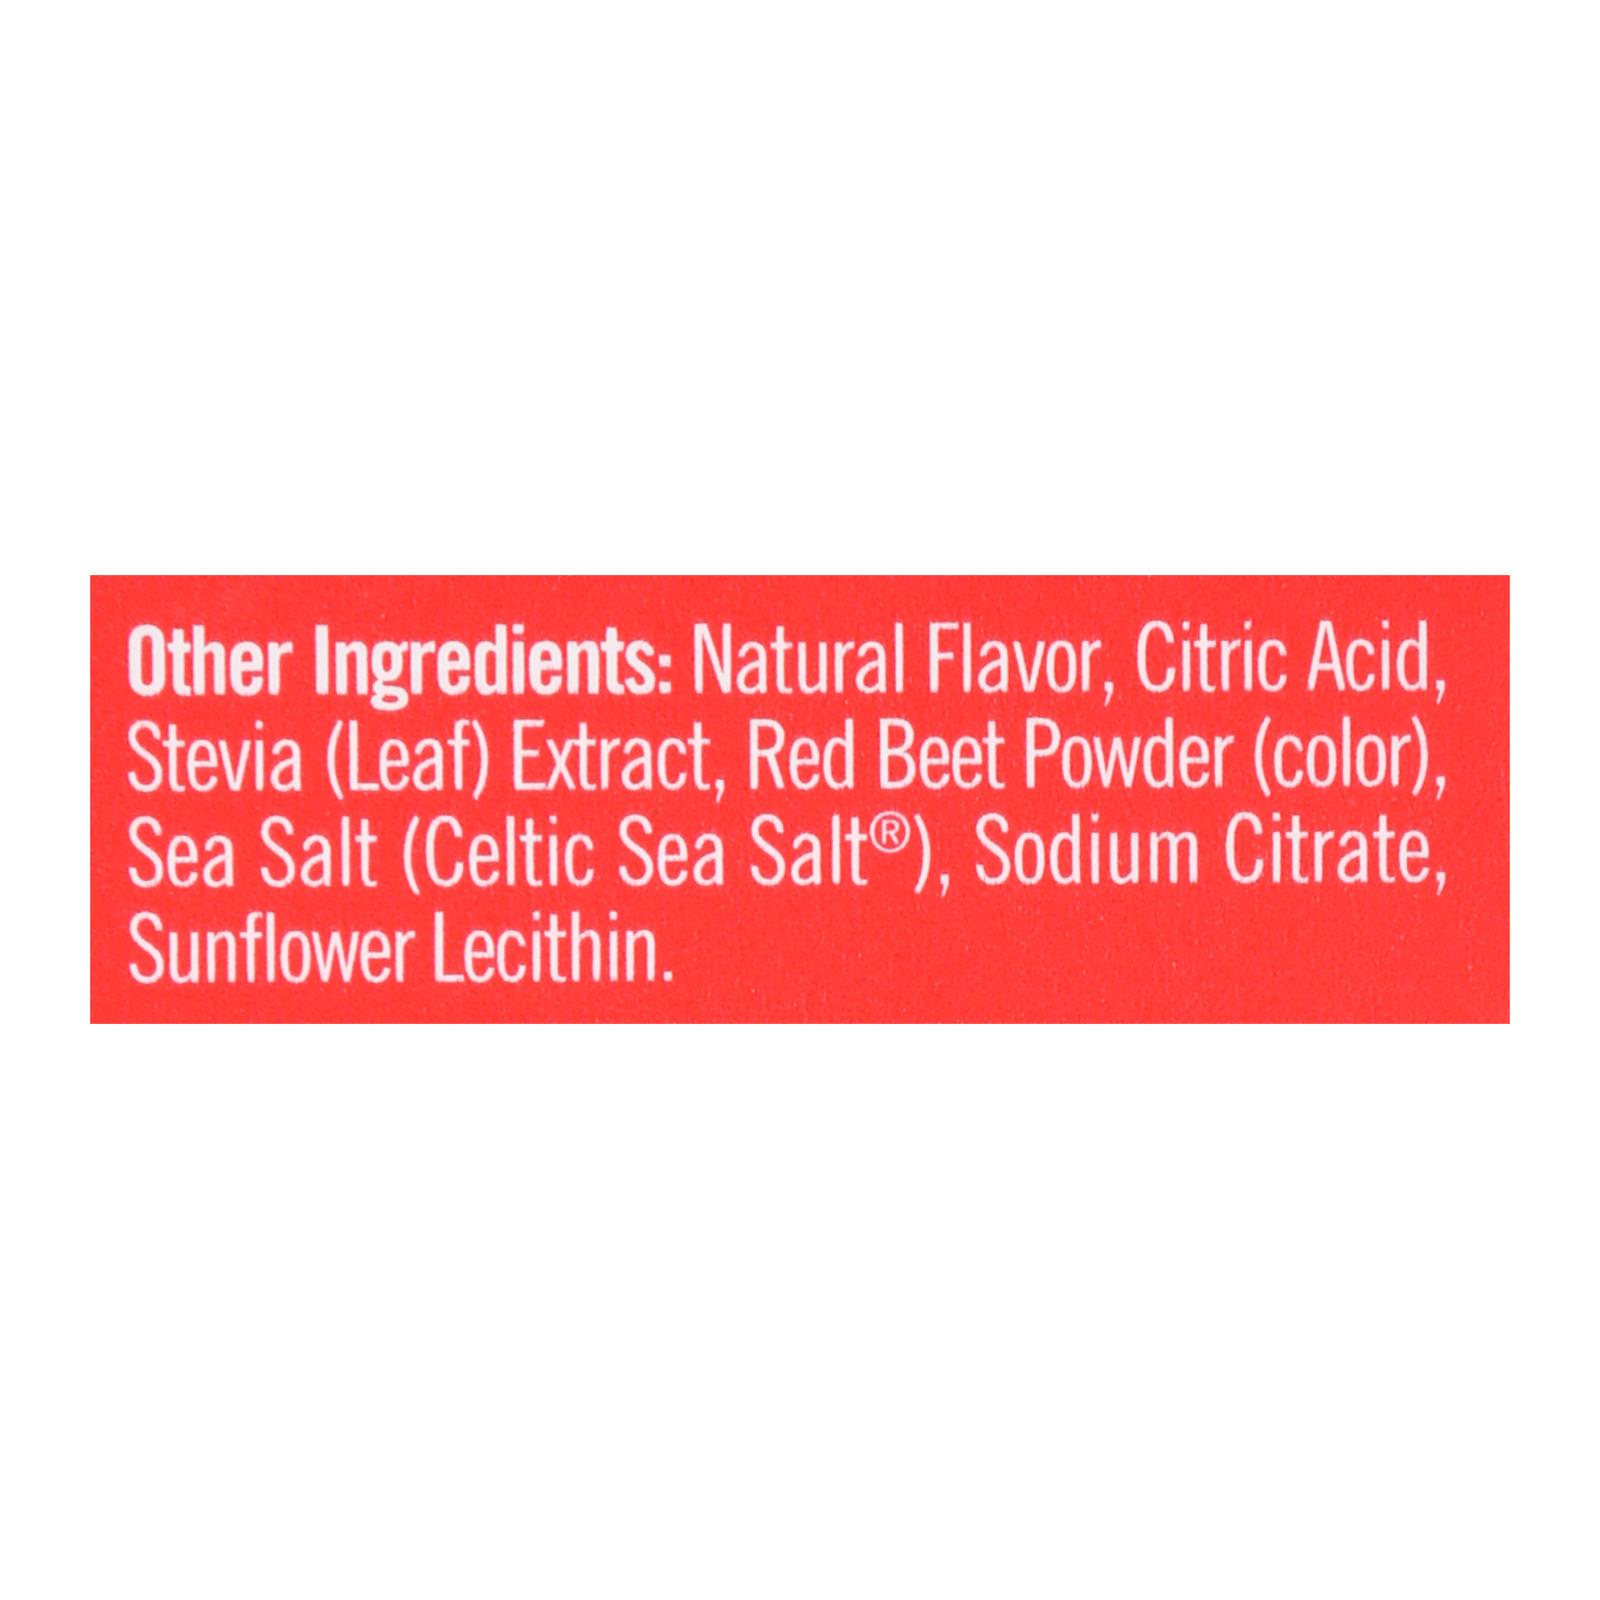 Other Ingredients: Natural Flavor, Citric Acid,
Stevia (Leaf) Extract, Red Beet Powder (color),
Sea Salt (Celtic Sea Salt®), Sodium Citrate,
Sunflower Lecithin.